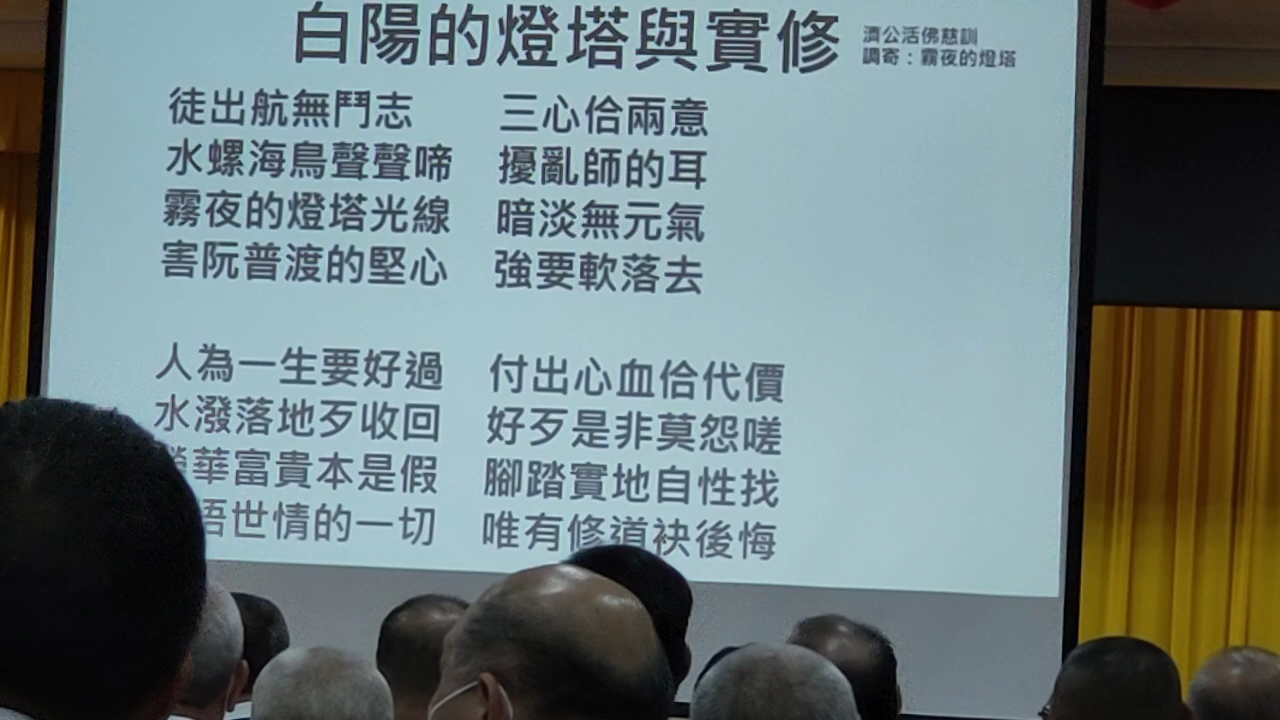 白陽的燈塔與實修
濟公活佛慈訓
調寄：霧夜的燈塔
徒出航無鬥志 三心佮兩意
水螺海鳥聲聲啼 擾亂師的耳
霧夜的燈塔光線 暗淡無元氣
害阮普渡的堅心 強要軟落去
人為一生要好過 付出心血佮代價
水潑落地歹收回 好歹是非莫怨嗟
華富貴本是假 腳踏實地自性找
悟世情的一切 唯有修道袂後悔